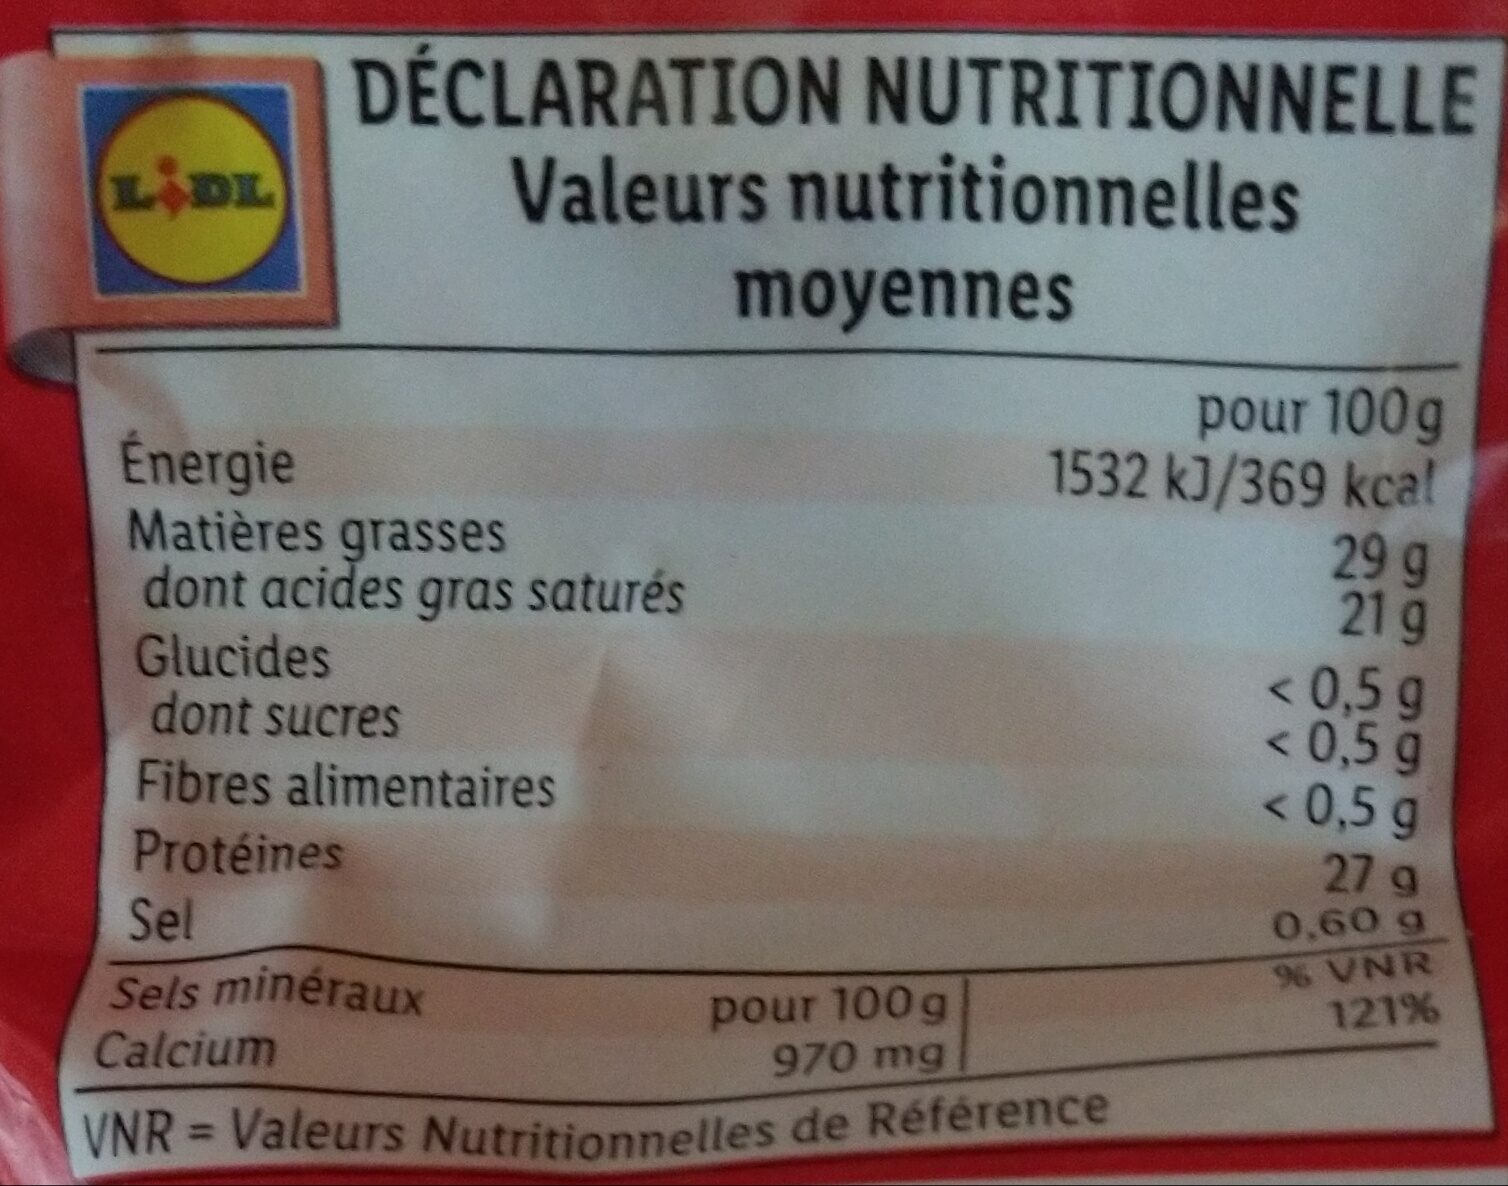 LIDL
DÉCLARATION NUTRITIONNELLE
Valeurs nutritionnelles
moyennes
pour 100g
Énergie 1532 kJ/369 kcal
Matières grasses 29 g
dont acides gras saturés 21 g
Glucides < 0,5 g
dont sucres < 0,5 g
Fibres alimentaires < 0,5 g
Protéines 27 g
Sel 0,60 g
Sels minéraux pour 100g % VNR
Calcium 970 mg 121%
VNR = Valeurs Nutritionnelles de Référence